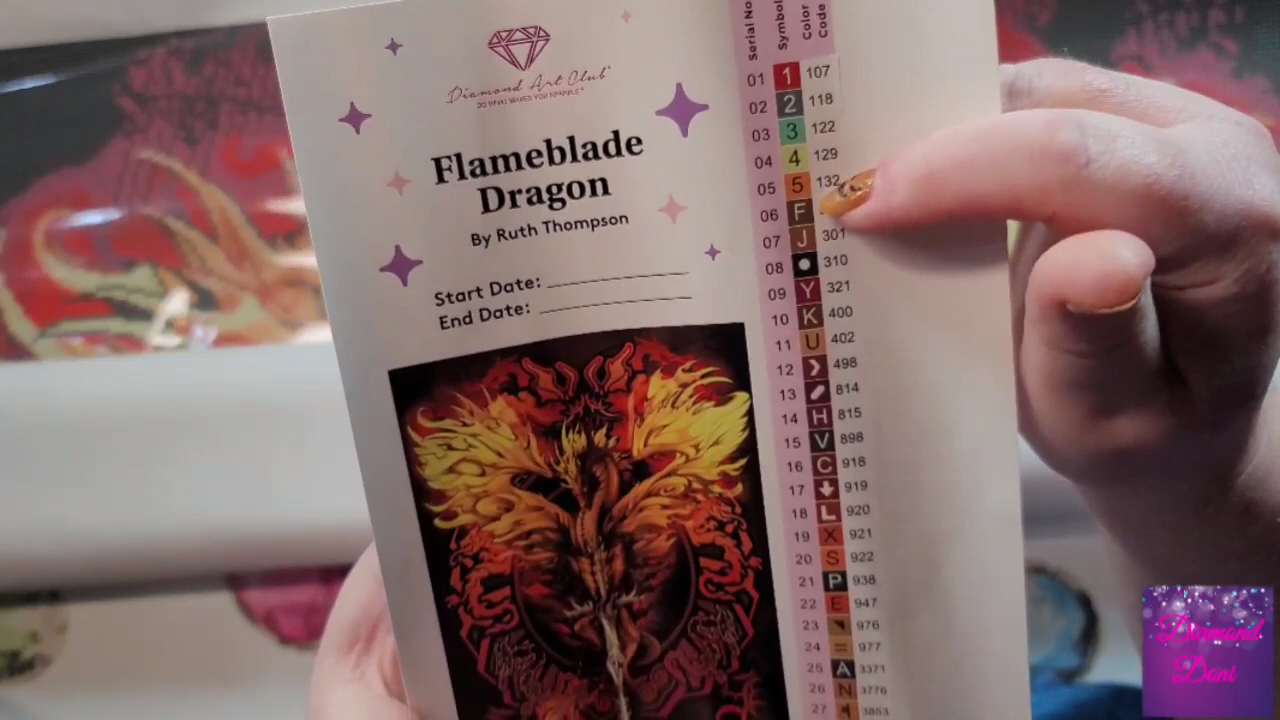 Diamond Art Club®
DO WHAT MAKES YOU SPARKLE™
Flameblade
Dragon
By Ruth Thompson
Start Date:
End Date:
Serial No Symbol Color Code
01 1 107
02 2 118
03 3 122
04 4 129
05 5 132
06 F
07 J 301
08 310
09 Y 321
10 K 400
11 U 402
12 498
13 814
14 H 815
15 V 898
16 C 918
17 919
18 L 920
19 X 921
20 S 922
21 P 938
22 E 947
23 976
24 = 977
25 A 3371
26 N 3776
27 3853
Diamond
Doni